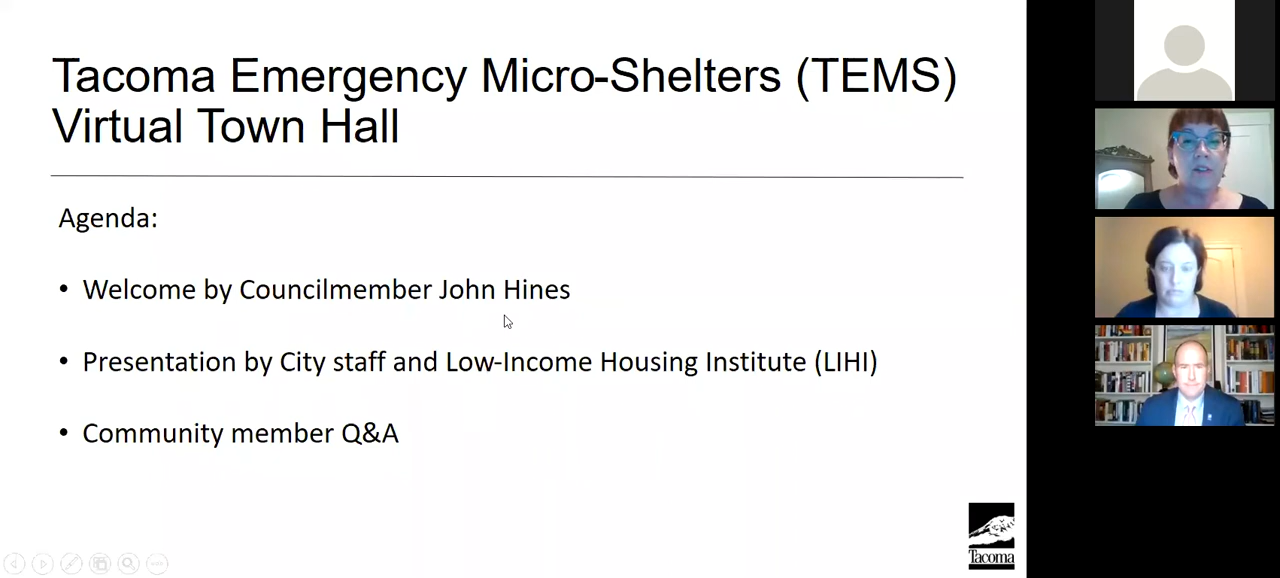 Tacoma Emergency Micro-Shelters (TEMS)
Virtual Town Hall
Agenda:
• Welcome by Councilmember John Hines
• Presentation by City staff and Low-Income Housing Institute (LIHI)
• Community member Q&A
Tacoma